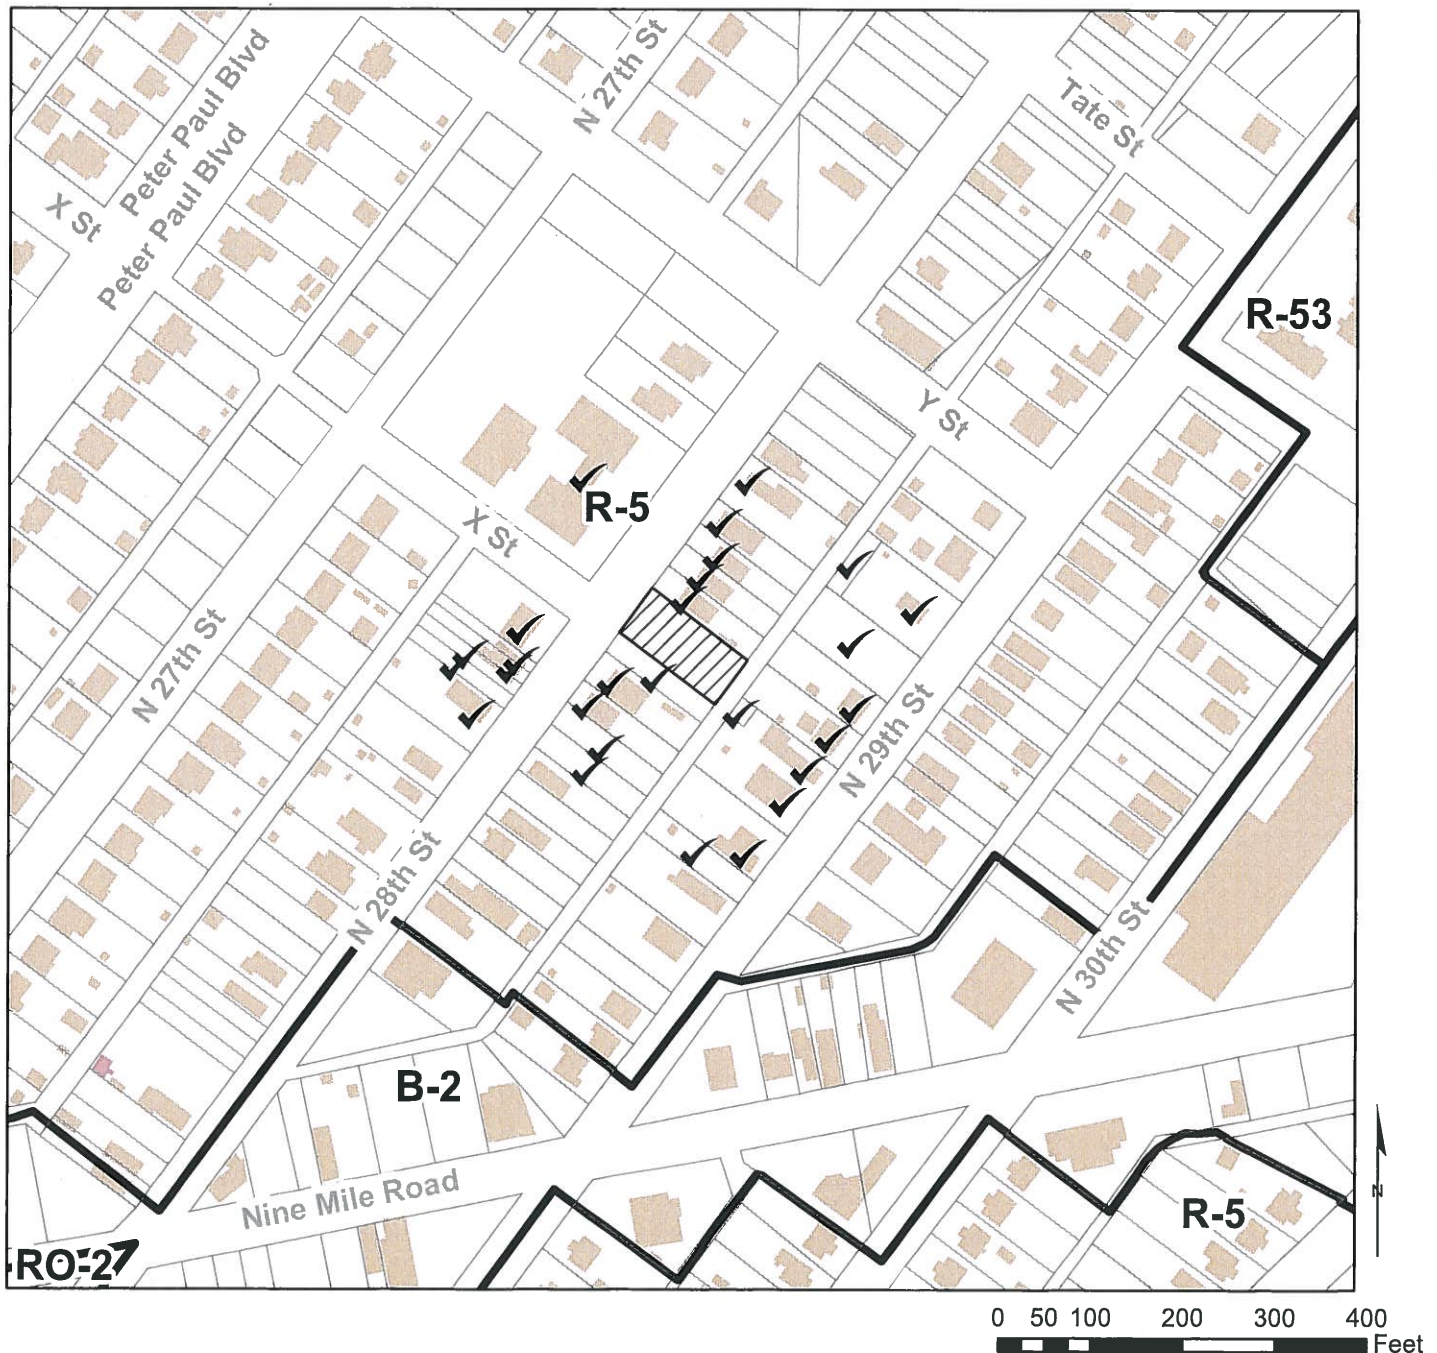 N 27th St
Peter Paul Blvd
Peter Paul Blvd
Tate St
X St
R-53
Y St
R-5
X St
N 27th St
N 29th St
N 28th St
N 30th St
B-2
Nine Mile Road
R-5
z
RO-2
0 50 100 200 300 400
Feet